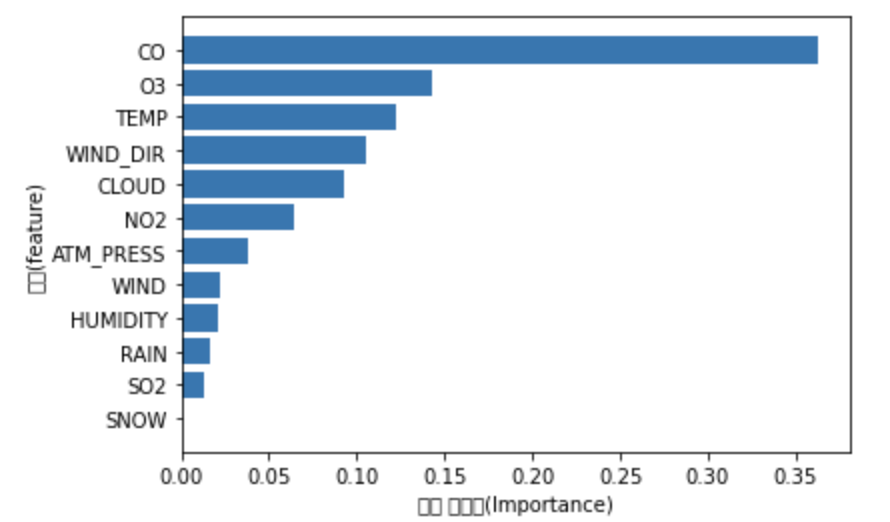 CO
O3
TEMP
WIND_DIR
CLOUD
NO2
ATM_PRESS
WIND
HUMIDITY
RAIN
SO2
SNOW
(feature)
0.00 0.05 0.10 0.15 0.20 0.25 0.30 0.35
(Importance)